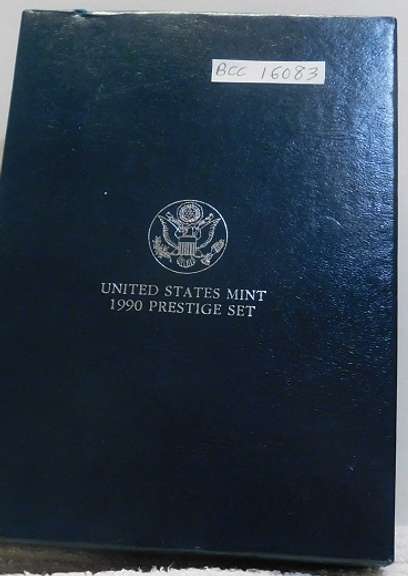 BCC 16083
UNITED STATES MINT
1990 PRESTIGE SET